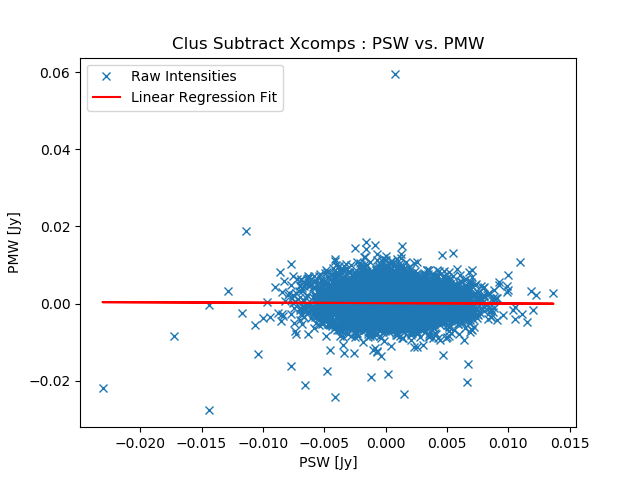 Clus Subtract Xcomps : PSW vs. PMW
Raw Intensities
Linear Regression Fit
PMW [Jy]
0.06
0.04
0.02
0.00
−0.02
−0.020
−0.015
−0.010
−0.005
0.000
0.005
0.010
0.015
PSW [Jy]